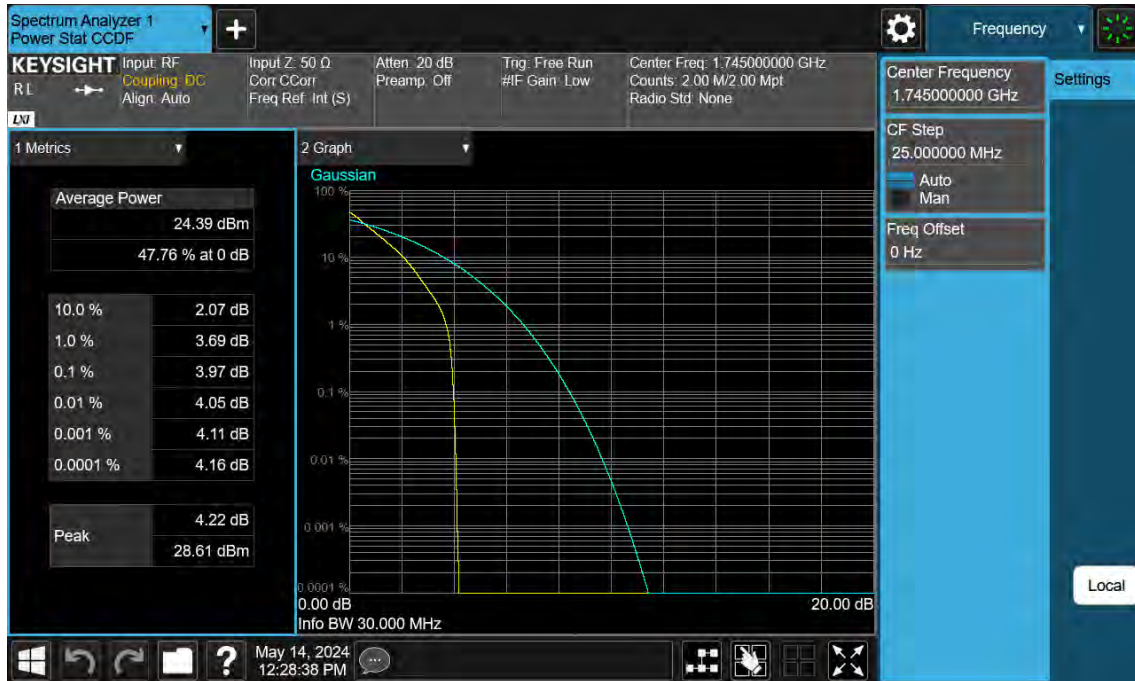 Spectrum Analyzer 1
Power Stat CCDF
+
Frequency
KEYSIGHT
RL
LXI
Input: RF
Coupling: DC
Align: Auto
Input Z: 50 Ω
Corr CCorr
Freq Ref: Int (S)
Atten: 20 dB
Preamp: Off
Trig: Free Run
#IF Gain: Low
Center Freq: 1.745000000 GHz
Counts: 2.00 M/2.00 Mpt
Radio Std: None
Center Frequency
1.745000000 GHz
Settings
CF Step
25.000000 MHz
Auto
Man
Freq Offset
0 Hz
Local
1 Metrics
Average Power
24.39 dBm
47.76 % at 0 dB
10.0 % 2.07 dB
1.0 % 3.69 dB
0.1 % 3.97 dB
0.01 % 4.05 dB
0.001 % 4.11 dB
0.0001 % 4.16 dB
Peak
4.22 dB
28.61 dBm
2 Graph
Gaussian
100 %
10 %
1 %
0.1 %
0.01 %
0.001 %
0.0001 %
0.00 dB 20.00 dB
Info BW 30.000 MHz
?
May 14, 2024
12:28:38 PM